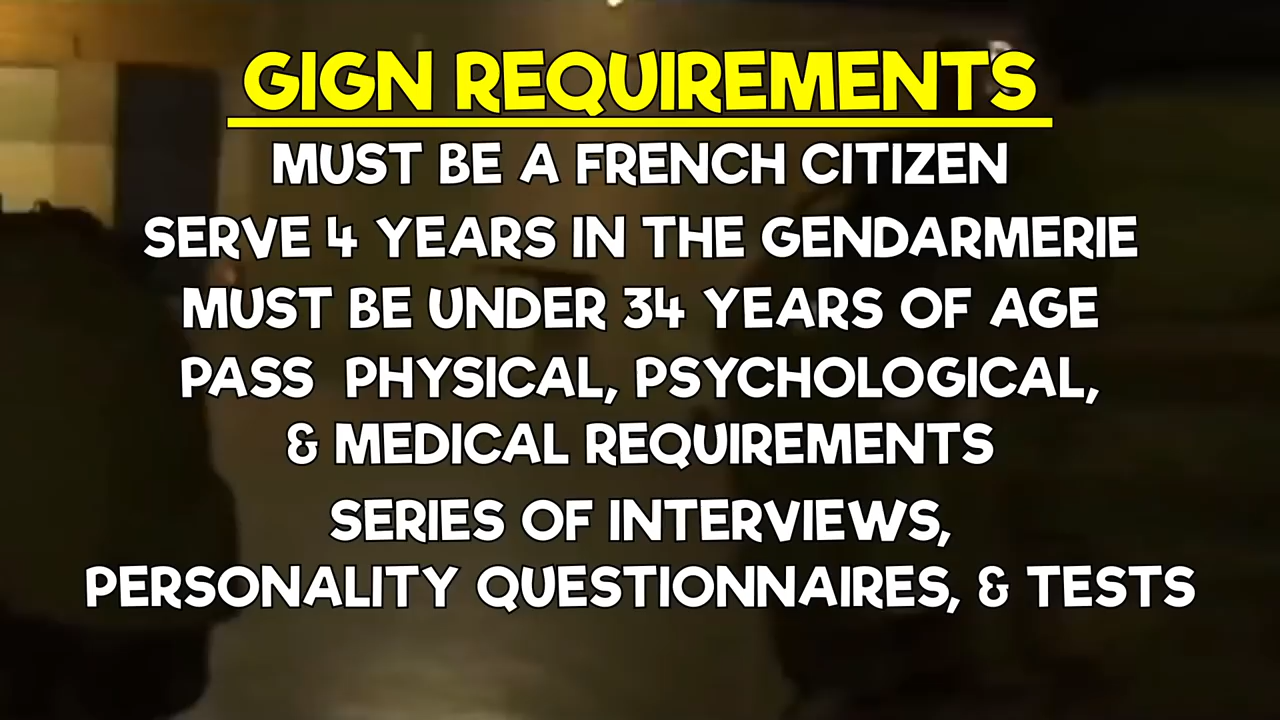 GIGN REQUIREMENTS
MUST BE A FRENCH CITIZEN
SERVE 4 YEARS IN THE GENDARMERIE
MUST BE UNDER 34 YEARS OF AGE
PASS PHYSICAL, PSYCHOLOGICAL,
& MEDICAL REQUIREMENTS
SERIES OF INTERVIEWS,
PERSONALITY QUESTIONNAIRES, & TESTS